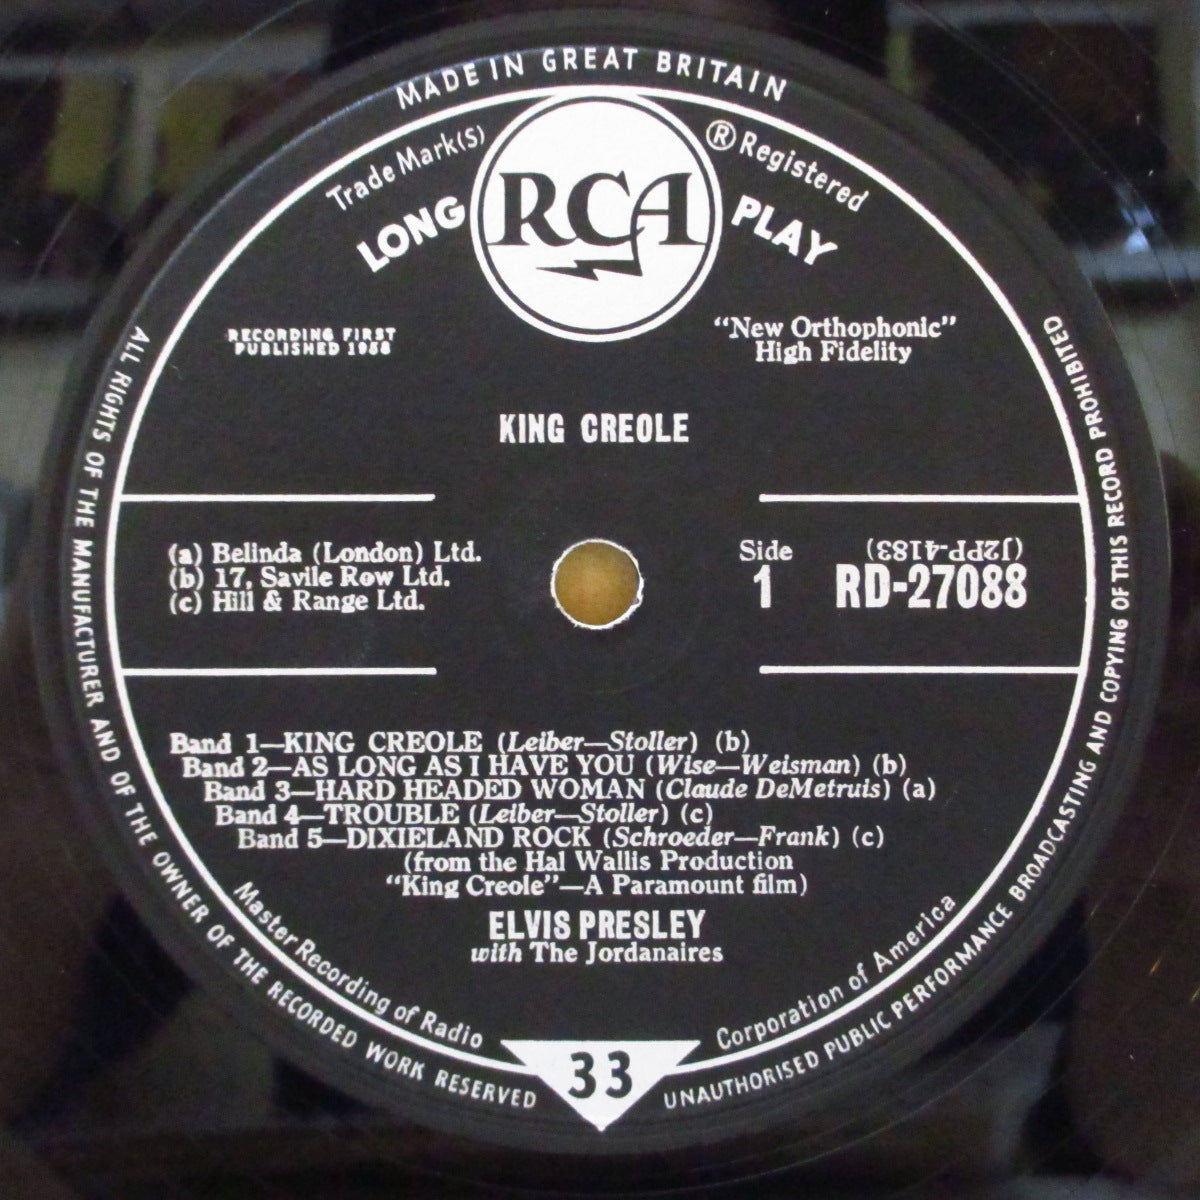 MADE IN GREAT BRITAIN
Trade Mark(s)
® Registered
LONG
RCA
PLAY
RECORDING FIRST
PUBLISHED 1958
"New Orthophonic"
High Fidelity
KING CREOLE
(a) Belinda (London) Ltd.
(b) 17, Savile Row Ltd.
(c) Hill & Range Ltd.
Side
1
(J2PP-4183)
RD-27088
Band 1—KING CREOLE (Leiber—Stoller) (b)
Band 2—AS LONG AS I HAVE YOU (Wise—Weisman) (b)
Band 3—HARD HEADED WOMAN (Claude DeMetruis) (a)
Band 4—TROUBLE (Leiber—Stoller) (c)
Band 5—DIXIELAND ROCK (Schroeder—Frank) (c)
(from the Hal Wallis Production
"King Creole"—A Paramount film)
ELVIS PRESLEY
with The Jordanaires
Master Recording of Radio
Corporation of America
33
ALL RIGHTS OF THE MANUFACTURER AND OF THE OWNER OF THE RECORDED WORK RESERVED
UNAUTHORISED PUBLIC PERFORMANCE BROADCASTING AND COPYING OF THIS RECORD PROHIBITED